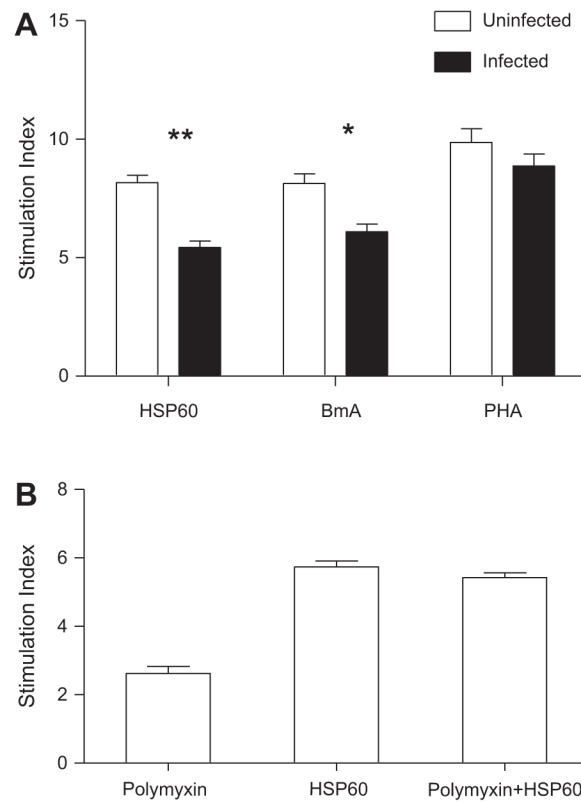 A
Uninfected
Infected
Stimulation Index
15
10
5
0
**
*
HSP60 BmA PHA
B
Stimulation Index
8
6
4
2
0
Polymyxin HSP60 Polymyxin+HSP60